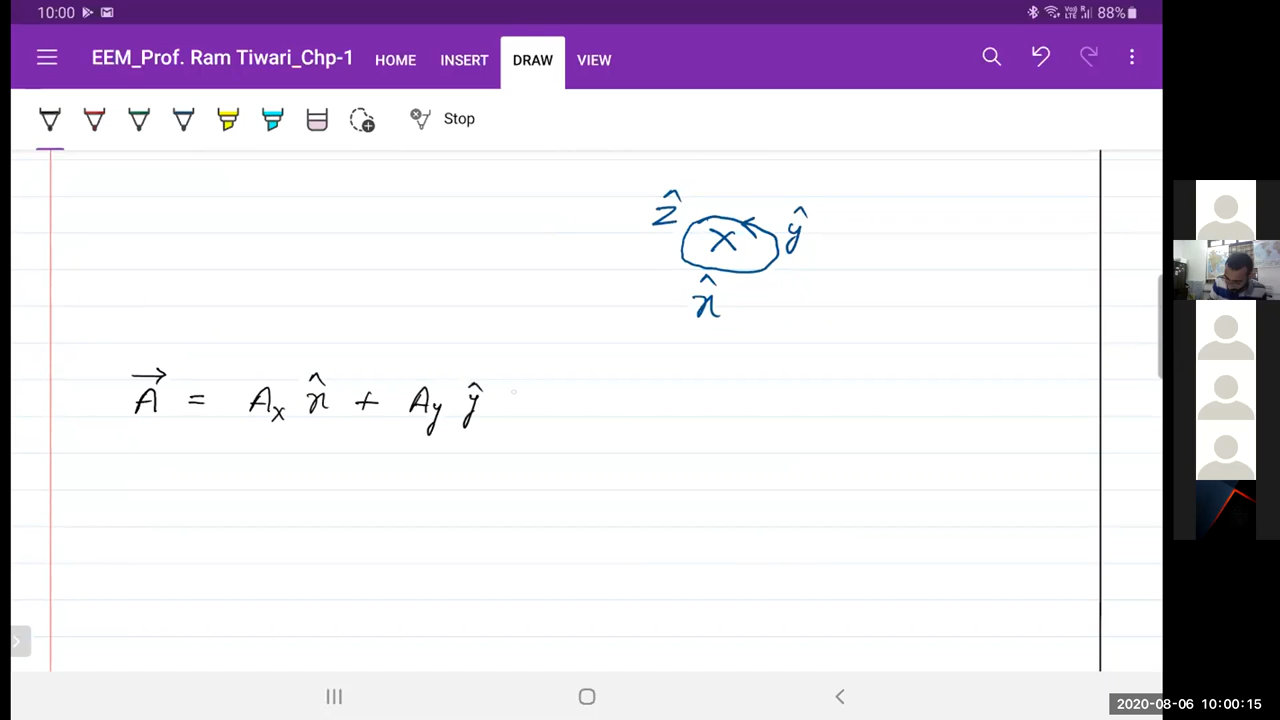 10:00
88%
EEM_Prof. Ram Tiwari_Chp-1 HOME INSERT DRAW VIEW
Stop
ẑ × ŷ
x̂
A⃗ = Aₓ x̂ + A_y ŷ
2020-08-06 10:00:15